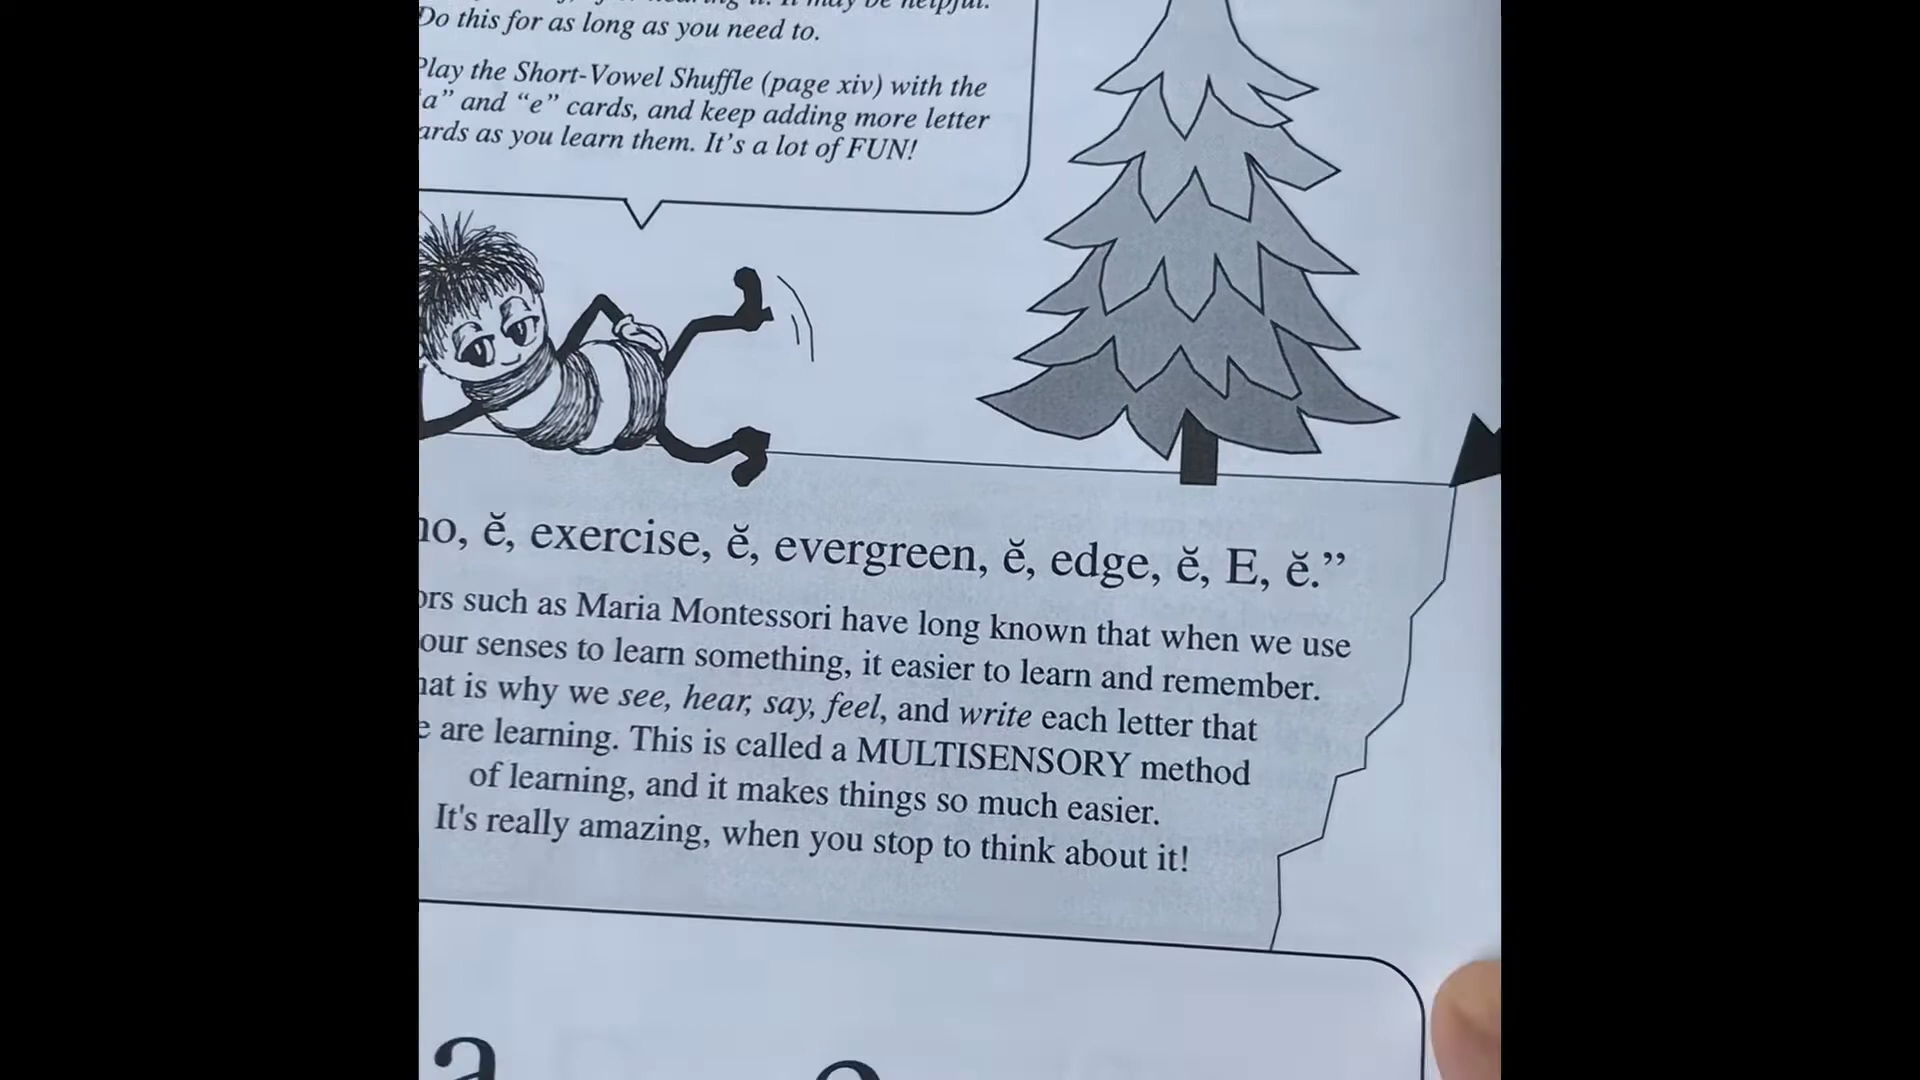 it. It may be helpful.
Do this for as long as you need to.
Play the Short-Vowel Shuffle (page xiv) with the
“a” and “e” cards, and keep adding more letter
as you learn them. It’s a lot of FUN!
ĕ, exercise, ĕ, evergreen, ĕ, edge, ĕ, E, ĕ.”
such as Maria Montessori have long known that when we use
our senses to learn something, it easier to learn and remember.
is why we see, hear, say, feel, and write each letter that
are learning. This is called a MULTISENSORY method
of learning, and it makes things so much easier.
It's really amazing, when you stop to think about it!
a